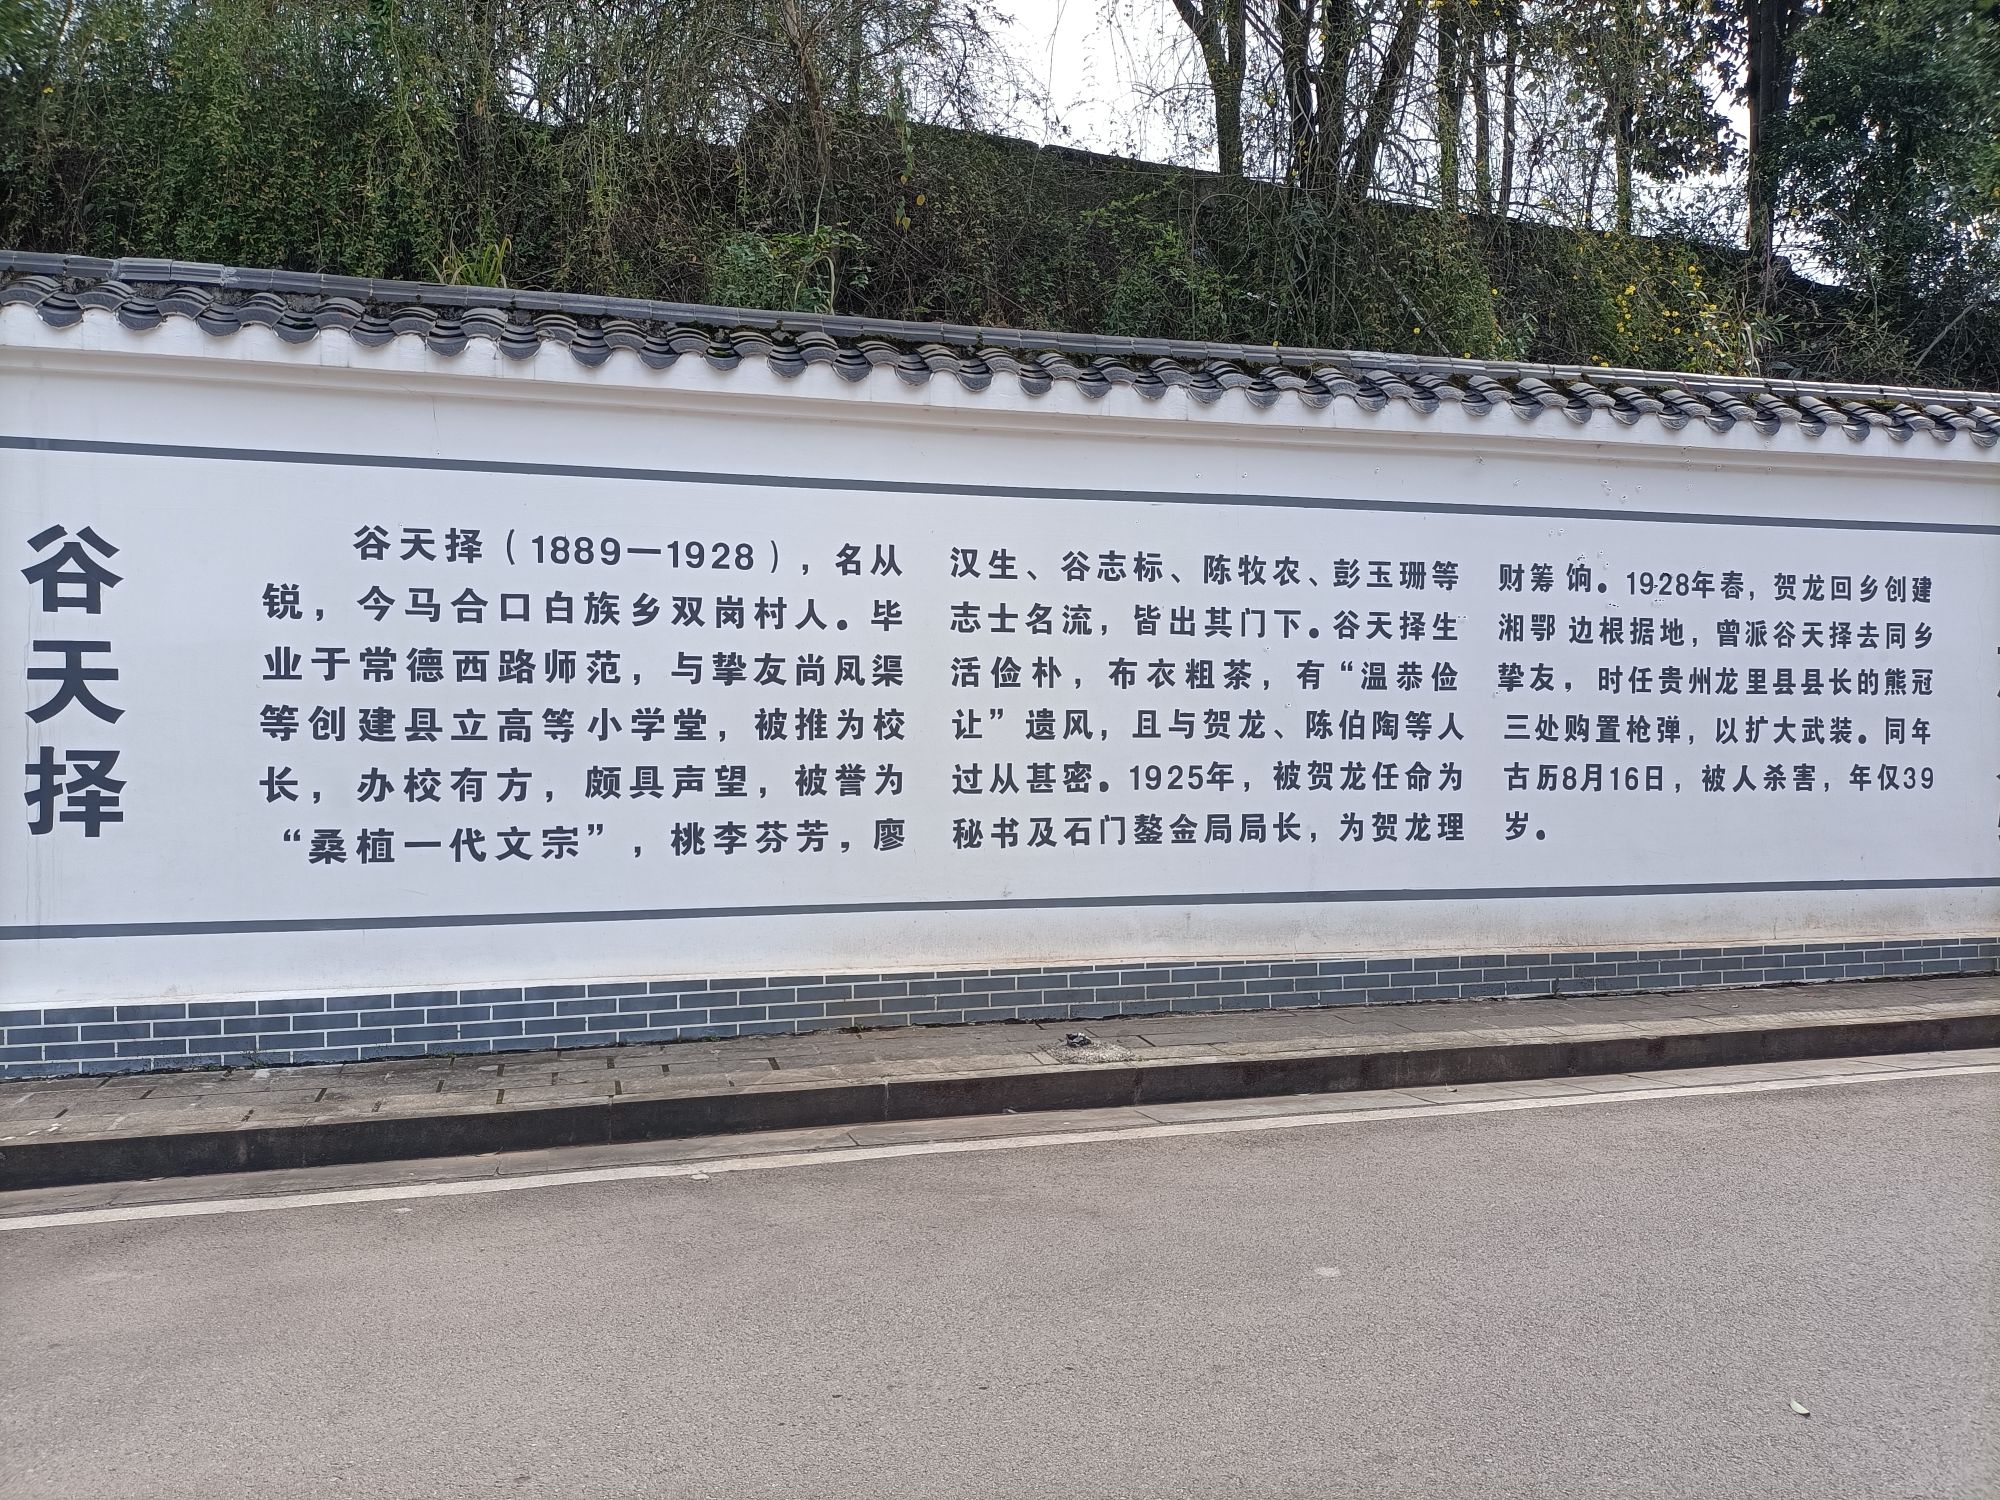 谷天择
谷天择（1889—1928），名从
锐，今马合口白族乡双岗村人。毕
业于常德西路师范，与挚友尚凤渠
等创建县立高等小学堂，被推为校
长，办校有方，颇具声望，被誉为
“桑植一代文宗”，桃李芬芳，廖
汉生、谷志标、陈牧农、彭玉珊等
志士名流，皆出其门下。谷天择生
活俭朴，布衣粗茶，有“温恭俭
让”遗风，且与贺龙、陈伯陶等人
过从甚密。1925年，被贺龙任命为
秘书及石门鏊金局局长，为贺龙理
财筹饷。1928年春，贺龙回乡创建
湘鄂边根据地，曾派谷天择去同乡
挚友，时任贵州龙里县县长的熊冠
三处购置枪弹，以扩大武装。同年
古历8月16日，被人杀害，年仅39
岁。